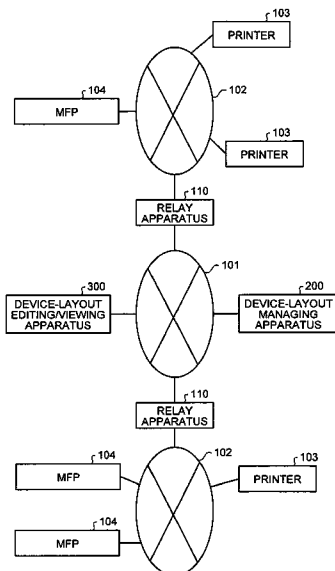 103
PRINTER
104
MFP
102
103
PRINTER
110
RELAY
APPARATUS
101
300
DEVICE-LAYOUT
EDITING/VIEWING
APPARATUS
200
DEVICE-LAYOUT
MANAGING
APPARATUS
110
RELAY
APPARATUS
104
MFP
102
103
PRINTER
104
MFP